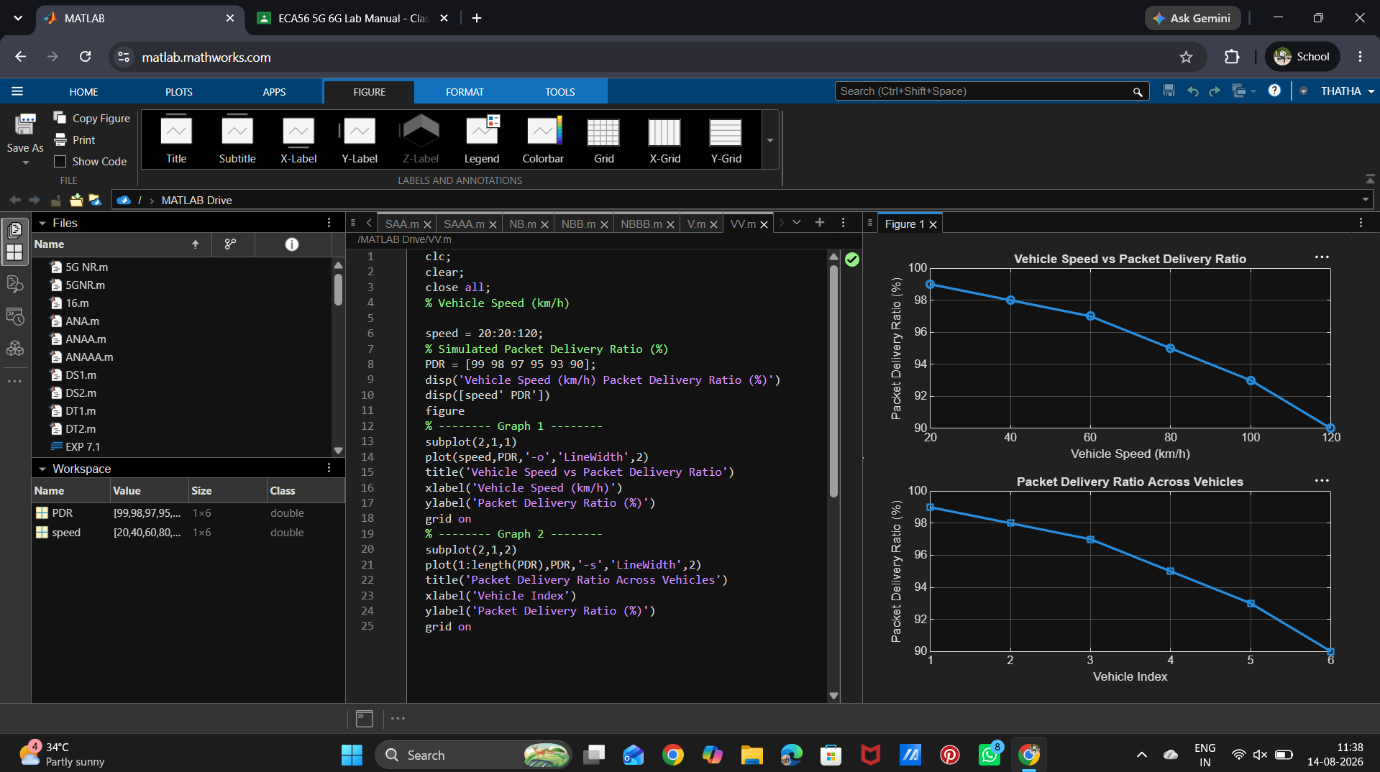 MATLAB
ECA56 5G 6G Lab Manual - Clas
Ask Gemini
matlab.mathworks.com
School
HOME
PLOTS
APPS
FIGURE
FORMAT
TOOLS
Search (Ctrl+Shift+Space)
THATHA
Save As
Copy Figure
Print
Show Code
FILE
Title
Subtitle
X-Label
Y-Label
Z-Label
Legend
Colorbar
Grid
X-Grid
Y-Grid
LABELS AND ANNOTATIONS
/ > MATLAB Drive
Files
Name
5G NR.m
5GNR.m
16.m
ANA.m
ANAA.m
ANAAA.m
DS1.m
DS2.m
DT1.m
DT2.m
EXP 7.1
Workspace
Name Value Size Class
PDR [99,98,97,95,... 1×6 double
speed [20,40,60,80,... 1×6 double
SAA.m
SAAA.m
NB.m
NBB.m
NBBB.m
V.m
VV.m
/MATLAB Drive/VV.m
1 clc;
2 clear;
3 close all;
4 % Vehicle Speed (km/h)
5
6 speed = 20:20:120;
7 % Simulated Packet Delivery Ratio (%)
8 PDR = [99 98 97 95 93 90];
9 disp('Vehicle Speed (km/h) Packet Delivery Ratio (%)')
10 disp([speed' PDR'])
11 figure
12 % -------- Graph 1 --------
13 subplot(2,1,1)
14 plot(speed,PDR,'-o','LineWidth',2)
15 title('Vehicle Speed vs Packet Delivery Ratio')
16 xlabel('Vehicle Speed (km/h)')
17 ylabel('Packet Delivery Ratio (%)')
18 grid on
19 % -------- Graph 2 --------
20 subplot(2,1,2)
21 plot(1:length(PDR),PDR,'-s','LineWidth',2)
22 title('Packet Delivery Ratio Across Vehicles')
23 xlabel('Vehicle Index')
24 ylabel('Packet Delivery Ratio (%)')
25 grid on
Figure 1
Vehicle Speed vs Packet Delivery Ratio
Packet Delivery Ratio (%)
100
98
96
94
92
90
20 40 60 80 100 120
Vehicle Speed (km/h)
Packet Delivery Ratio Across Vehicles
Packet Delivery Ratio (%)
100
98
96
94
92
90
1 2 3 4 5 6
Vehicle Index
4
34°C
Partly sunny
Search
8
ENG
IN
11:38
14-08-2026